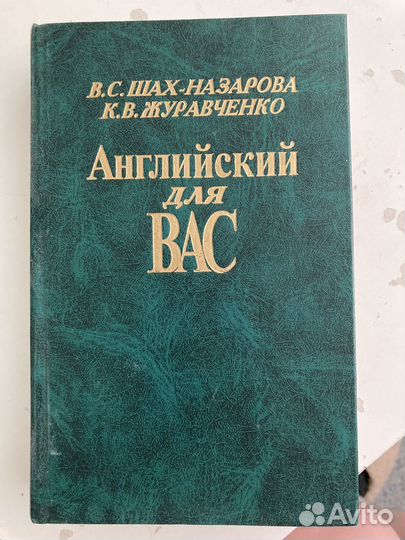 В.С. ШАХ-НАЗАРОВА
К.В. ЖУРАВЧЕНКО
Английский
для
ВАС
Avito